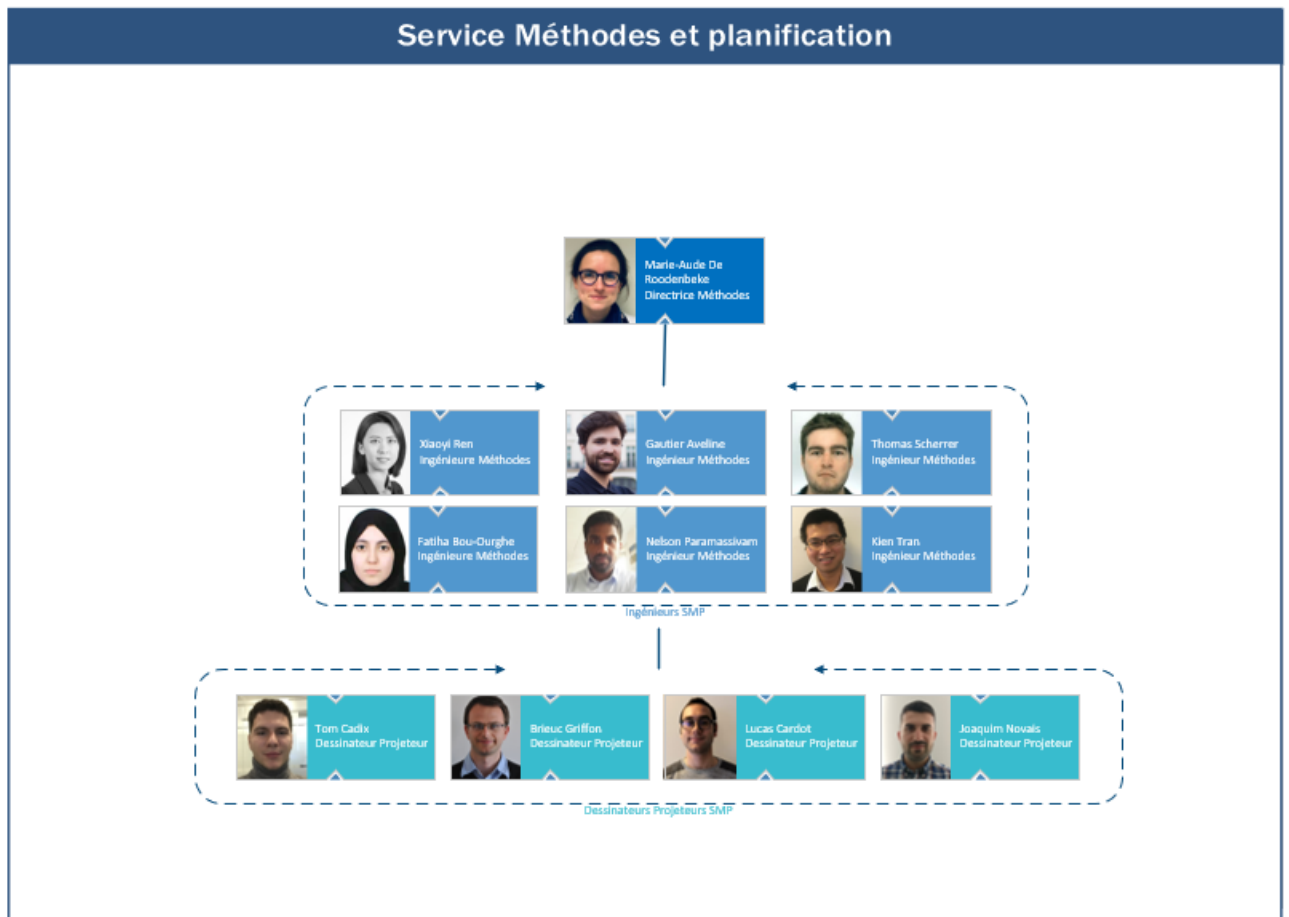 Service Méthodes et planification
Marie-Aude De
Roodenbeke
Directrice Méthodes
Xiaoyi Ren
Ingénieure Méthodes
Gautier Aveline
Ingénieur Méthodes
Thomas Scherrer
Ingénieur Méthodes
Fatiha Bou-Ourghe
Ingénieure Méthodes
Nelson Paramassivam
Ingénieur Méthodes
Kien Tran
Ingénieur Méthodes
Ingénieurs SMP
Tom Cadix
Dessinateur Projeteur
Brieuc Griffon
Dessinateur Projeteur
Lucas Cardot
Dessinateur Projeteur
Joaquim Novais
Dessinateur Projeteur
Dessinateurs Projeteurs SMP